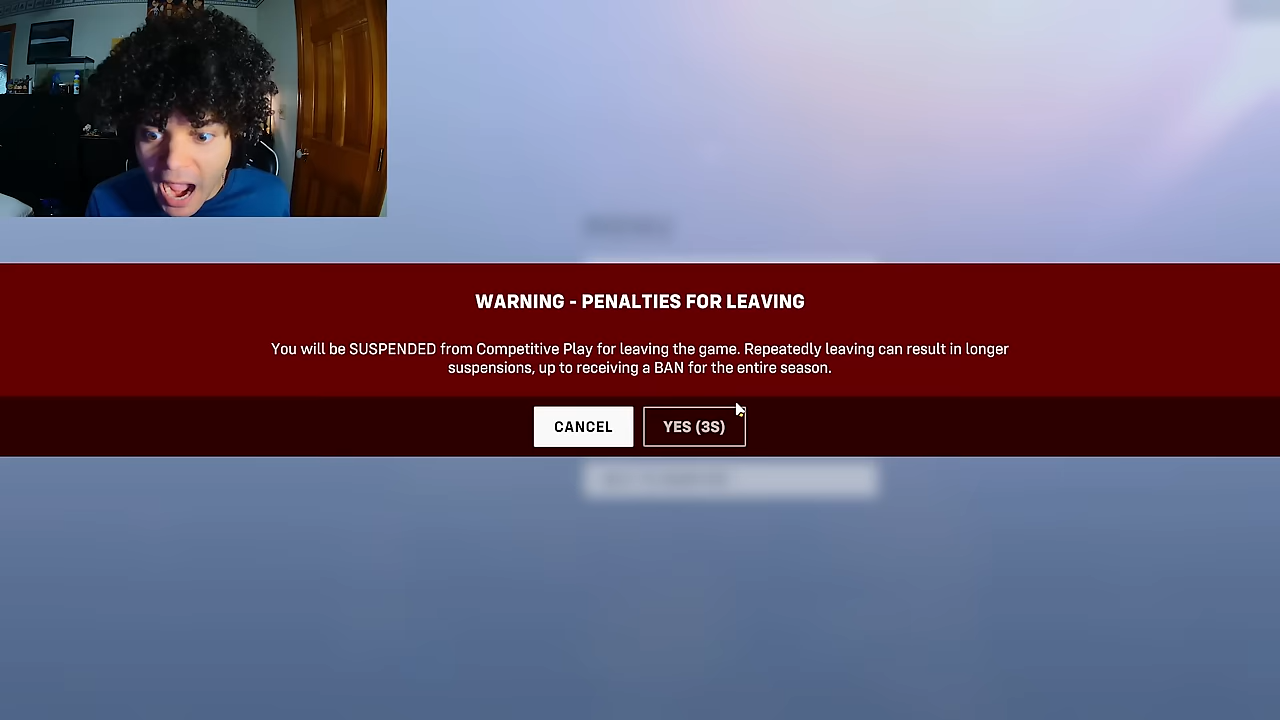 WARNING - PENALTIES FOR LEAVING
You will be SUSPENDED from Competitive Play for leaving the game. Repeatedly leaving can result in longer
suspensions, up to receiving a BAN for the entire season.
CANCEL
YES (3S)